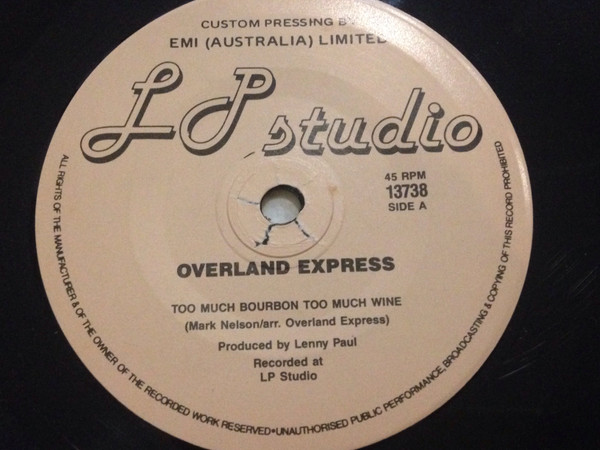 CUSTOM PRESSING BY
EMI (AUSTRALIA) LIMITED
LP studio
45 RPM
13738
SIDE A
OVERLAND EXPRESS
TOO MUCH BOURBON TOO MUCH WINE
(Mark Nelson/arr. Overland Express)
Produced by Lenny Paul
Recorded at
LP Studio
ALL RIGHTS OF THE MANUFACTURER & OF THE OWNER OF THE RECORDED WORK RESERVED•UNAUTHORISED PUBLIC PERFORMANCE, BROADCASTING & COPYING OF THIS RECORD PROHIBITED